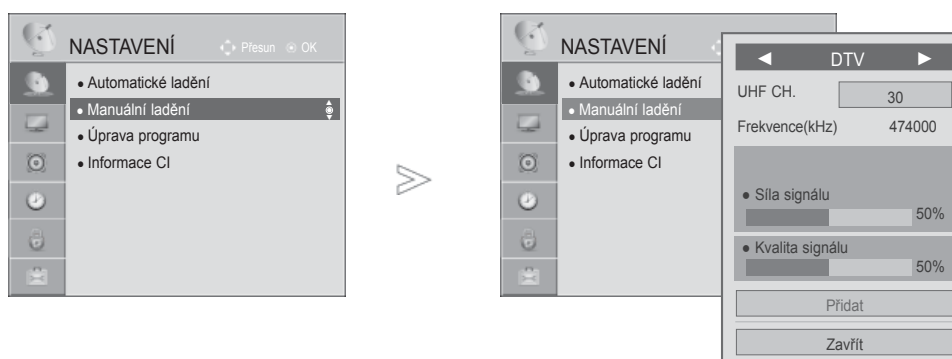 NASTAVENÍ
Přesun OK
• Automatické ladění
• Manuální ladění
• Úprava programu
• Informace CI
NASTAVENÍ
• Automatické ladění
• Manuální ladění
• Úprava programu
• Informace CI
◄ DTV ►
UHF CH. 30
Frekvence(kHz) 474000
• Síla signálu
50%
• Kvalita signálu
50%
Přidat
Zavřít